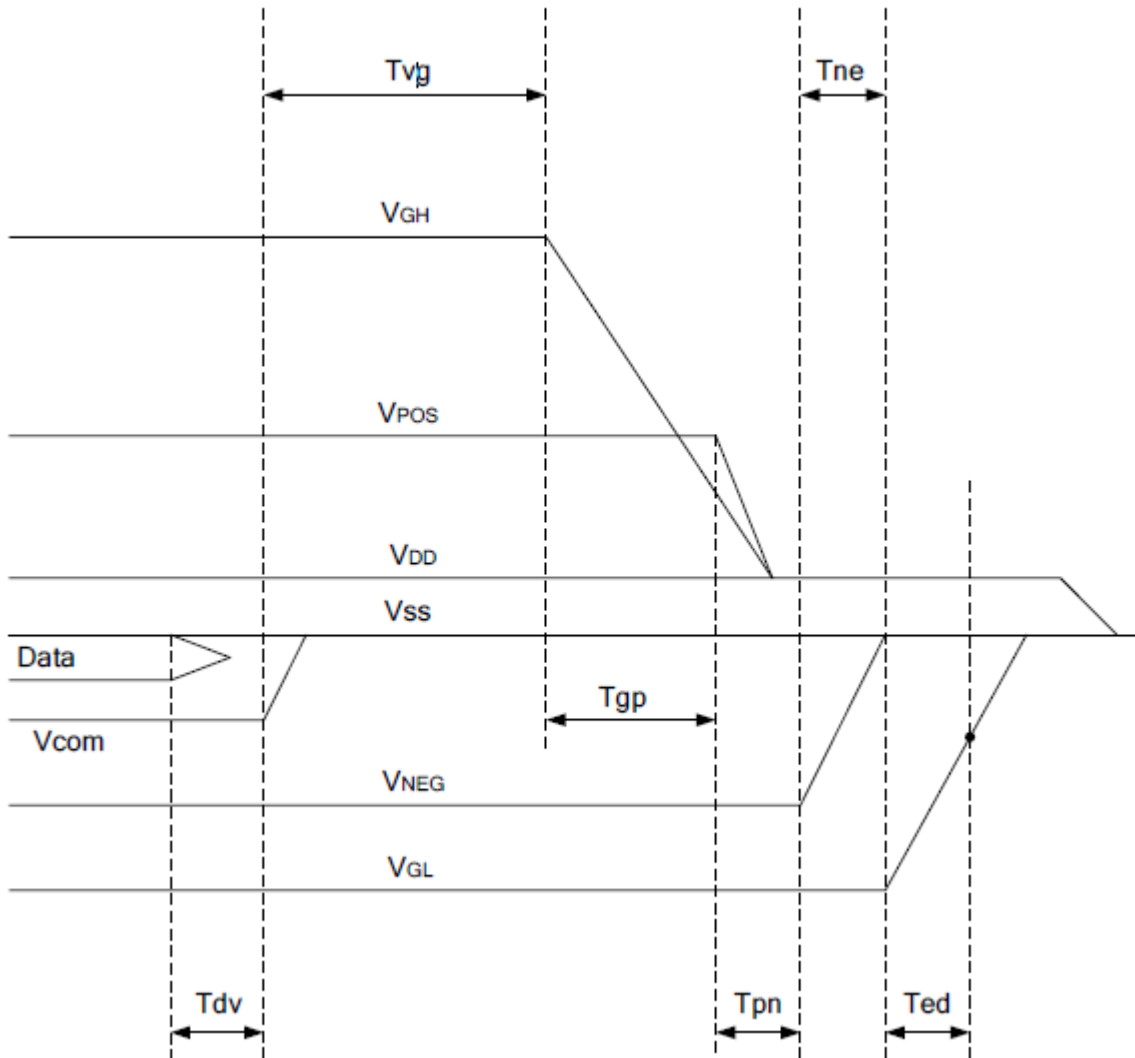 Tvg
Tne
VGH
VPOS
VDD
Vss
Data
Tgp
Vcom
VNEG
VGL
Tdv
Tpn
Ted